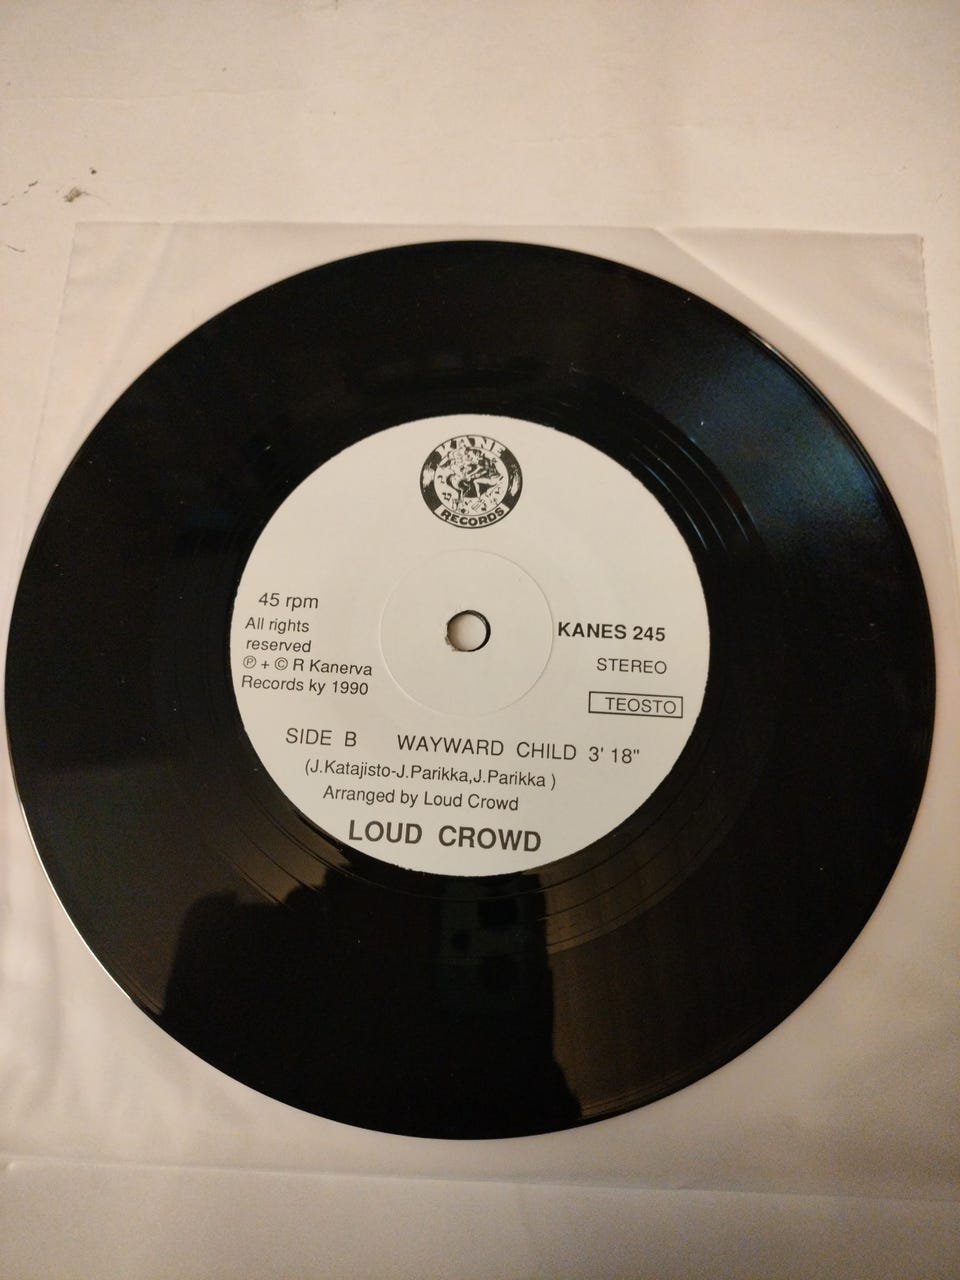 KANE
RECORDS
45 rpm
All rights
reserved
℗ + © R Kanerva
Records ky 1990
KANES 245
STEREO
TEOSTO
SIDE B WAYWARD CHILD 3' 18"
(J.Katajisto-J.Parikka,J.Parikka )
Arranged by Loud Crowd
LOUD CROWD